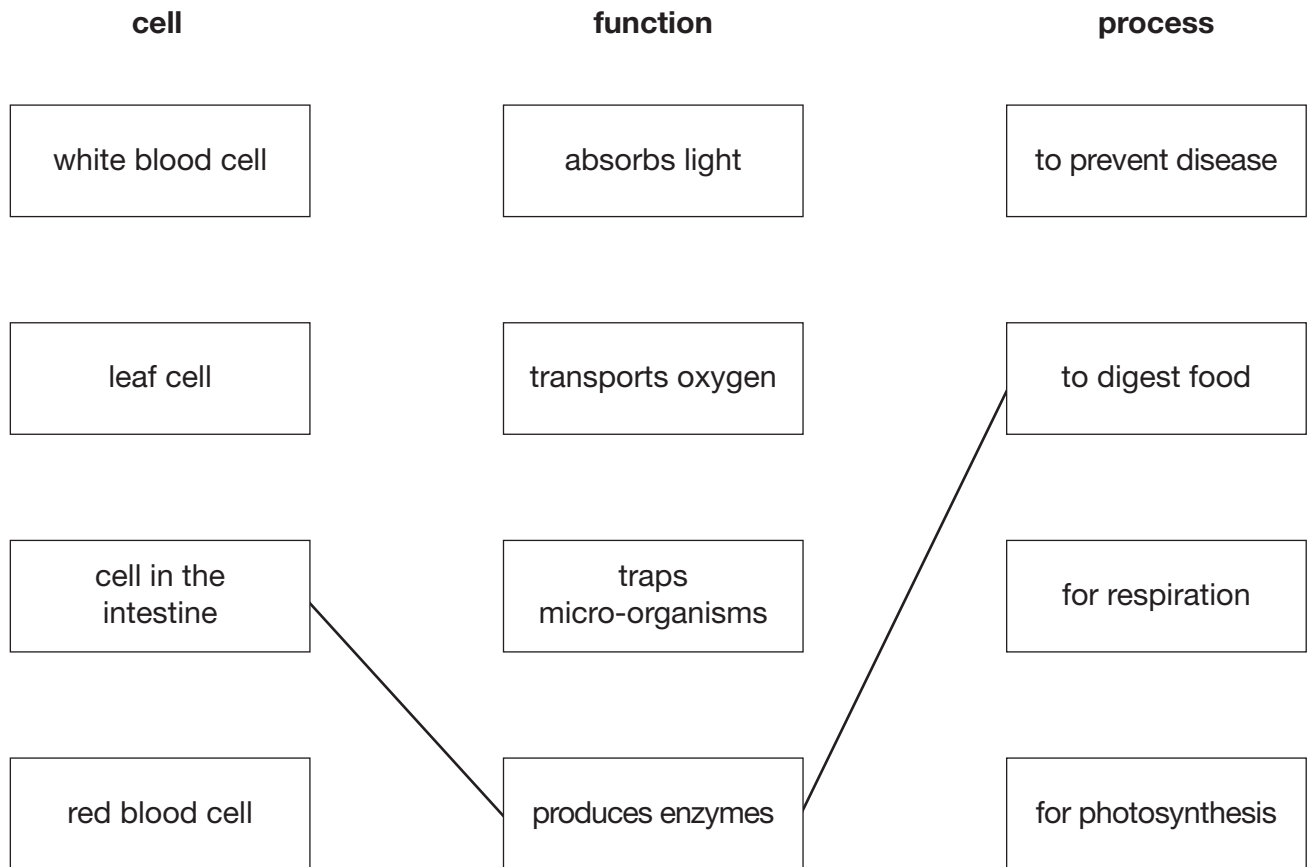 cell function process
white blood cell absorbs light to prevent disease
leaf cell transports oxygen to digest food
cell in the
intestine
traps
micro-organisms
for respiration
red blood cell produces enzymes for photosynthesis